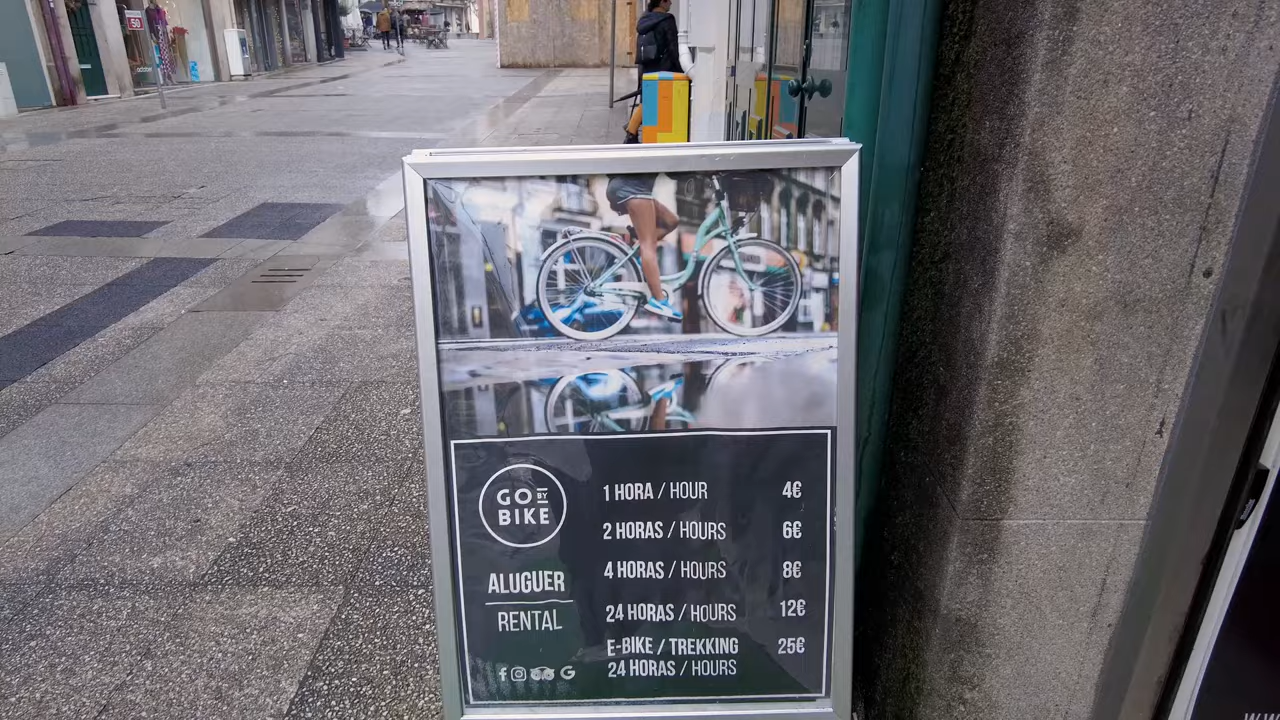 50
GO BY
BIKE
ALUGUER
RENTAL
1 HORA / HOUR 4€
2 HORAS / HOURS 6€
4 HORAS / HOURS 8€
24 HORAS / HOURS 12€
E-BIKE / TREKKING 25€
24 HORAS / HOURS